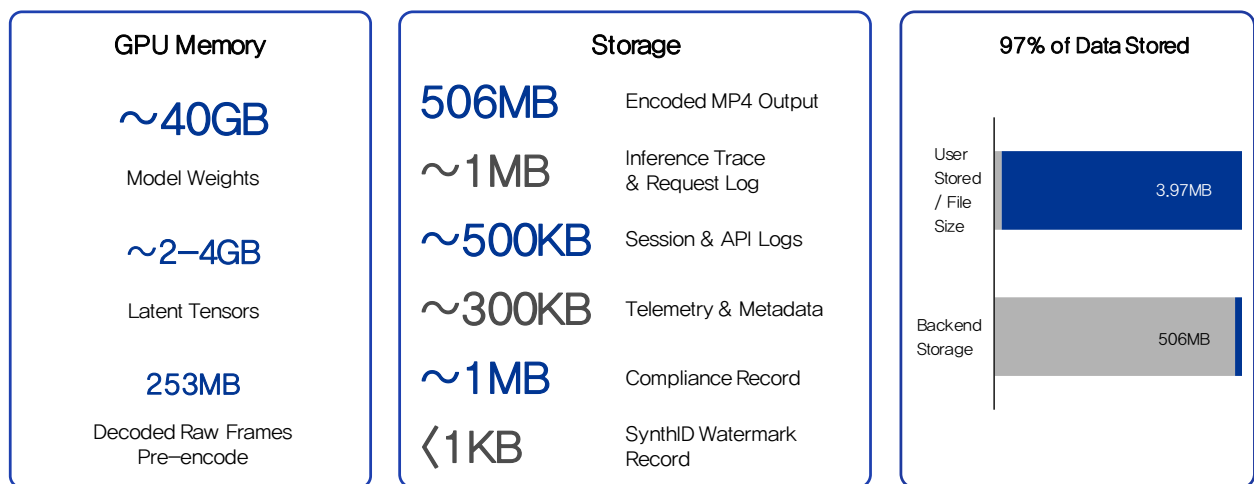 GPU Memory
~40GB
Model Weights
~2-4GB
Latent Tensors
253MB
Decoded Raw Frames
Pre-encode
Storage
506MB Encoded MP4 Output
~1MB Inference Trace
& Request Log
~500KB Session & API Logs
~300KB Telemetry & Metadata
~1MB Compliance Record
<1KB SynthID Watermark
Record
97% of Data Stored
User
Stored
/ File
Size
3.97MB
Backend
Storage
506MB